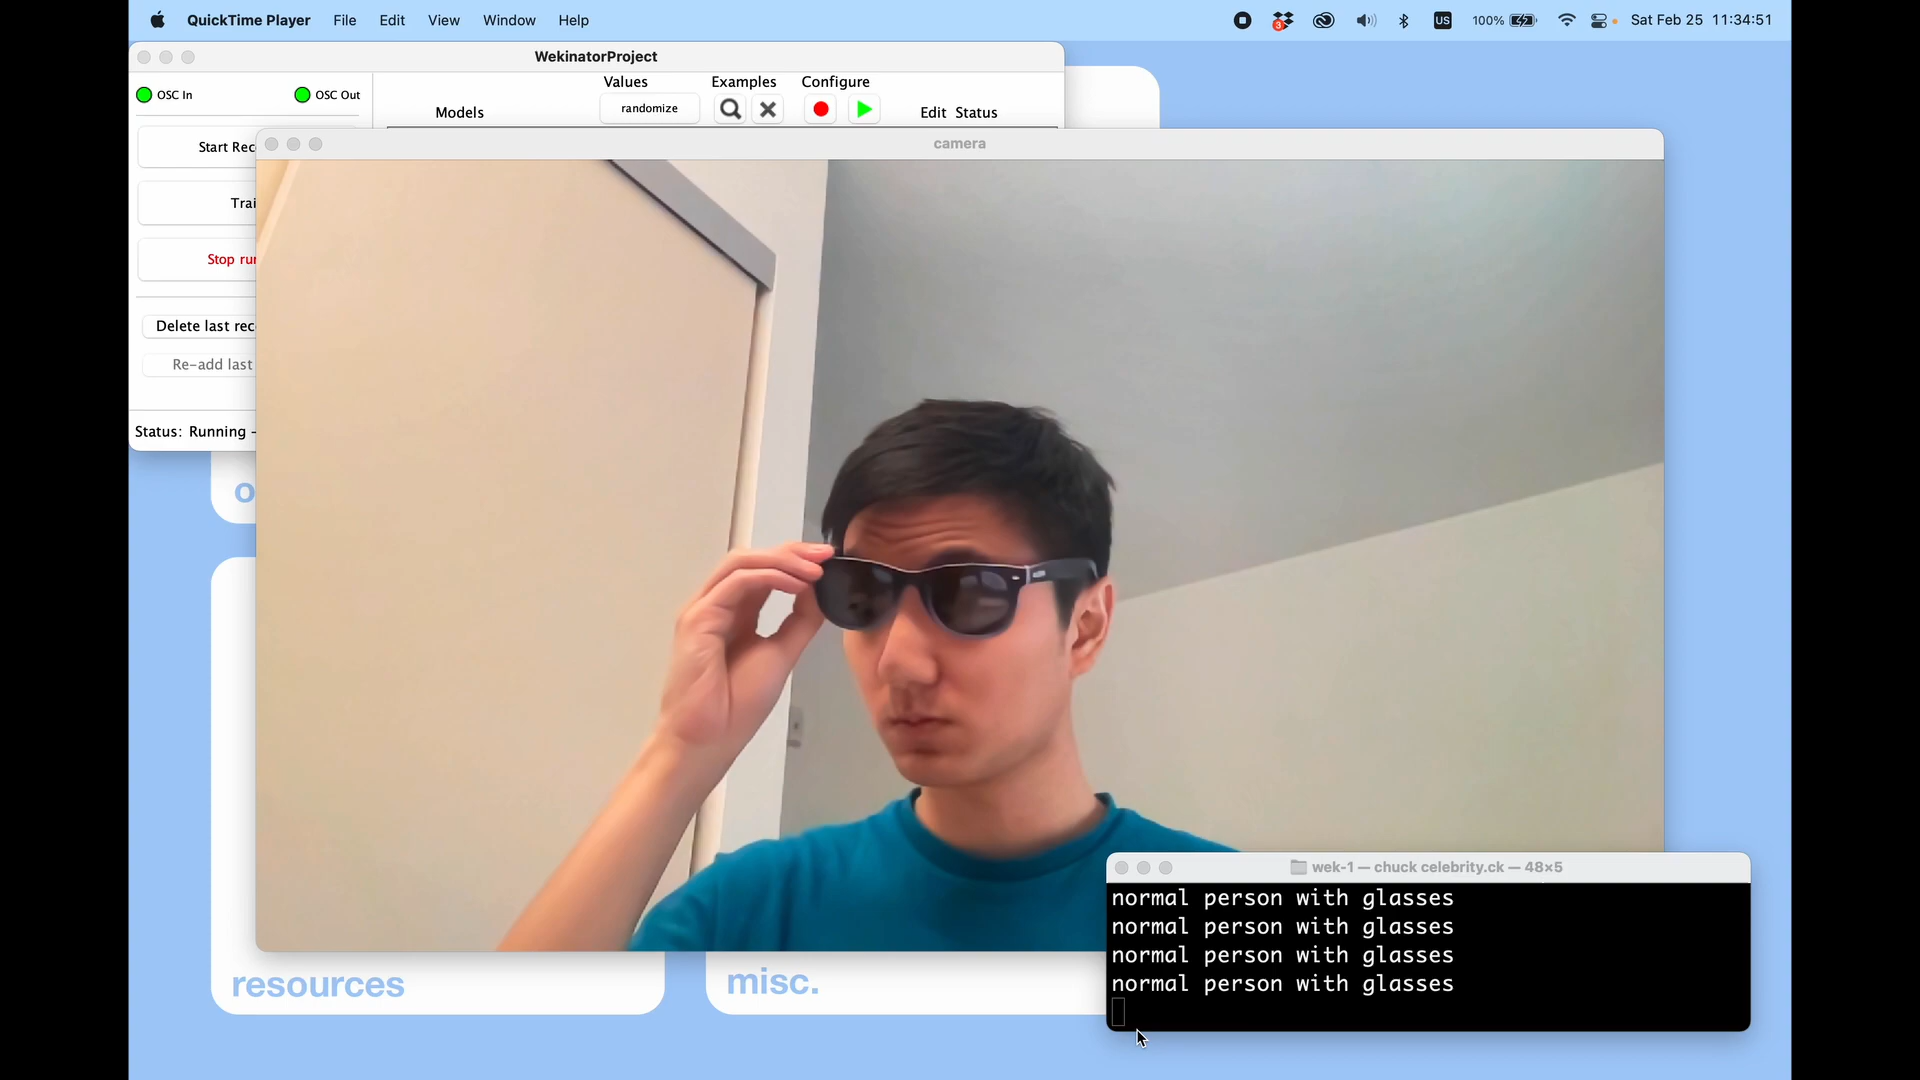 QuickTime Player File Edit View Window Help
3 US 100% Sat Feb 25 11:34:51
WekinatorProject
OSC In OSC Out
Values Examples Configure
randomize
Models Edit Status
Start Rec
Trai
Stop rur
Delete last rec
Re-add last
Status: Running -
camera
o
resources
misc.
wek-1 — chuck celebrity.ck — 48×5
normal person with glasses
normal person with glasses
normal person with glasses
normal person with glasses